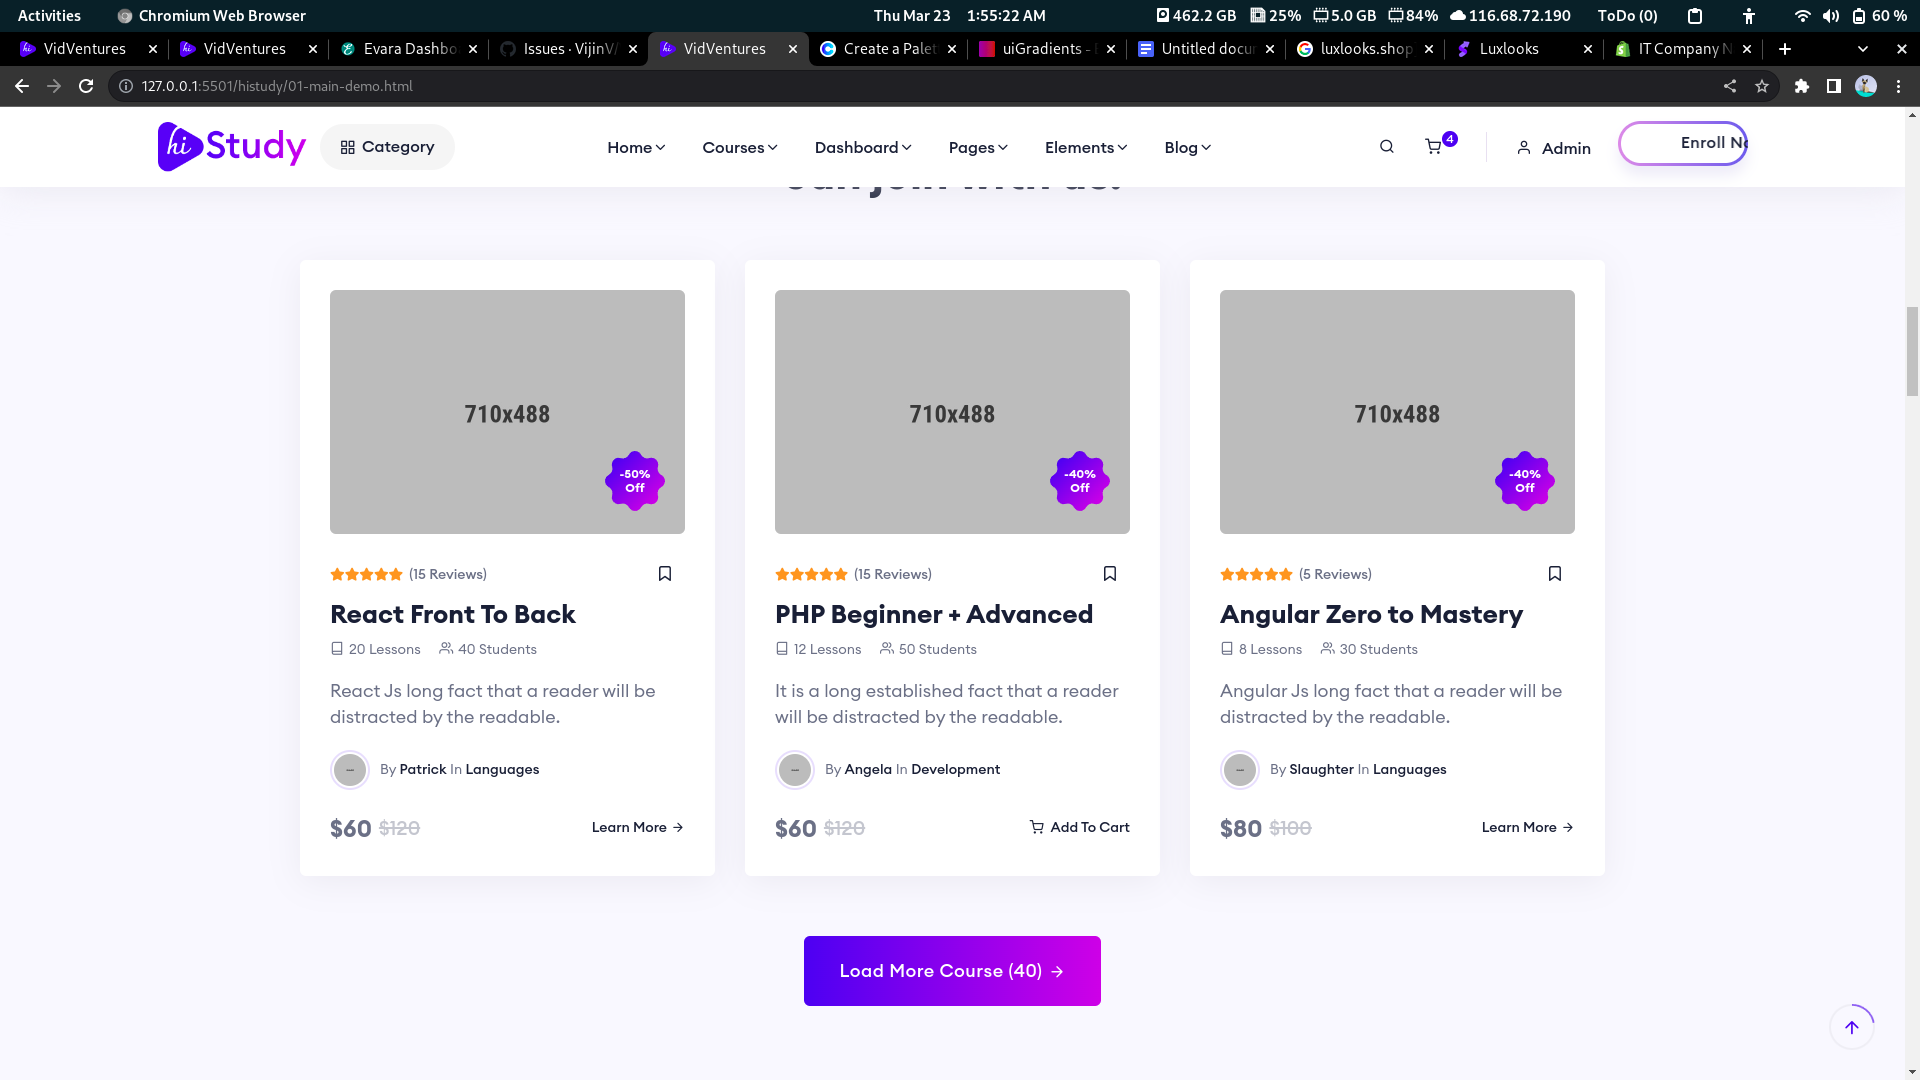 Activities Chromium Web Browser Thu Mar 23 1:55:22 AM 462.2 GB 25% 5.0 GB 84% 116.68.72.190 ToDo (0) 60 %
VidVentures VidVentures Evara Dashbo Issues · VijinV/ VidVentures Create a Palet uiGradients - Untitled docu luxlooks.shop Luxlooks IT Company N
127.0.0.1:5501/histudy/01-main-demo.html
hi Study Category Home Courses Dashboard Pages Elements Blog 4 Admin Enroll No
can join with us.
710x488 710x488 710x488
-50% -40% -40%
Off Off Off
(15 Reviews) (15 Reviews) (5 Reviews)
React Front To Back PHP Beginner + Advanced Angular Zero to Mastery
20 Lessons 40 Students 12 Lessons 50 Students 8 Lessons 30 Students
React Js long fact that a reader will be It is a long established fact that a reader Angular Js long fact that a reader will be
distracted by the readable. will be distracted by the readable. distracted by the readable.
By Patrick In Languages By Angela In Development By Slaughter In Languages
$60 $120 Learn More $60 $120 Add To Cart $80 $100 Learn More
Load More Course (40)